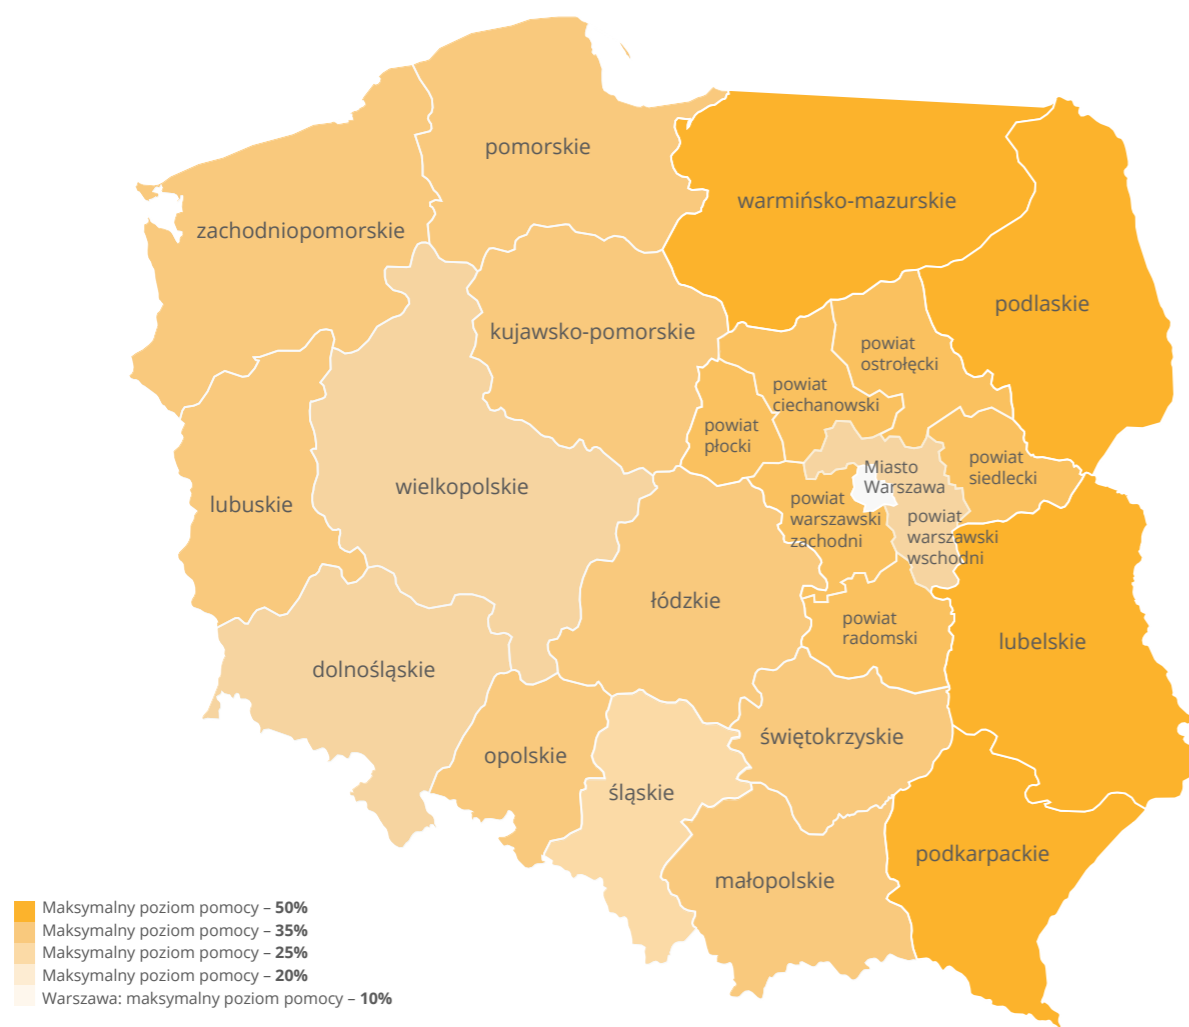 pomorskie
warmińsko-mazurskie
zachodniopomorskie
podlaskie
kujawsko-pomorskie
powiat
ostrołęcki
powiat
ciechanowski
powiat
płocki
powiat
siedlecki
Miasto
Warszawa
wielkopolskie
lubuskie
powiat
warszawski
zachodni
powiat
warszawski
wschodni
łódzkie
powiat
radomski
lubelskie
dolnośląskie
świętokrzyskie
opolskie
śląskie
podkarpackie
małopolskie
Maksymalny poziom pomocy – 50%
Maksymalny poziom pomocy – 35%
Maksymalny poziom pomocy – 25%
Maksymalny poziom pomocy – 20%
Warszawa: maksymalny poziom pomocy – 10%